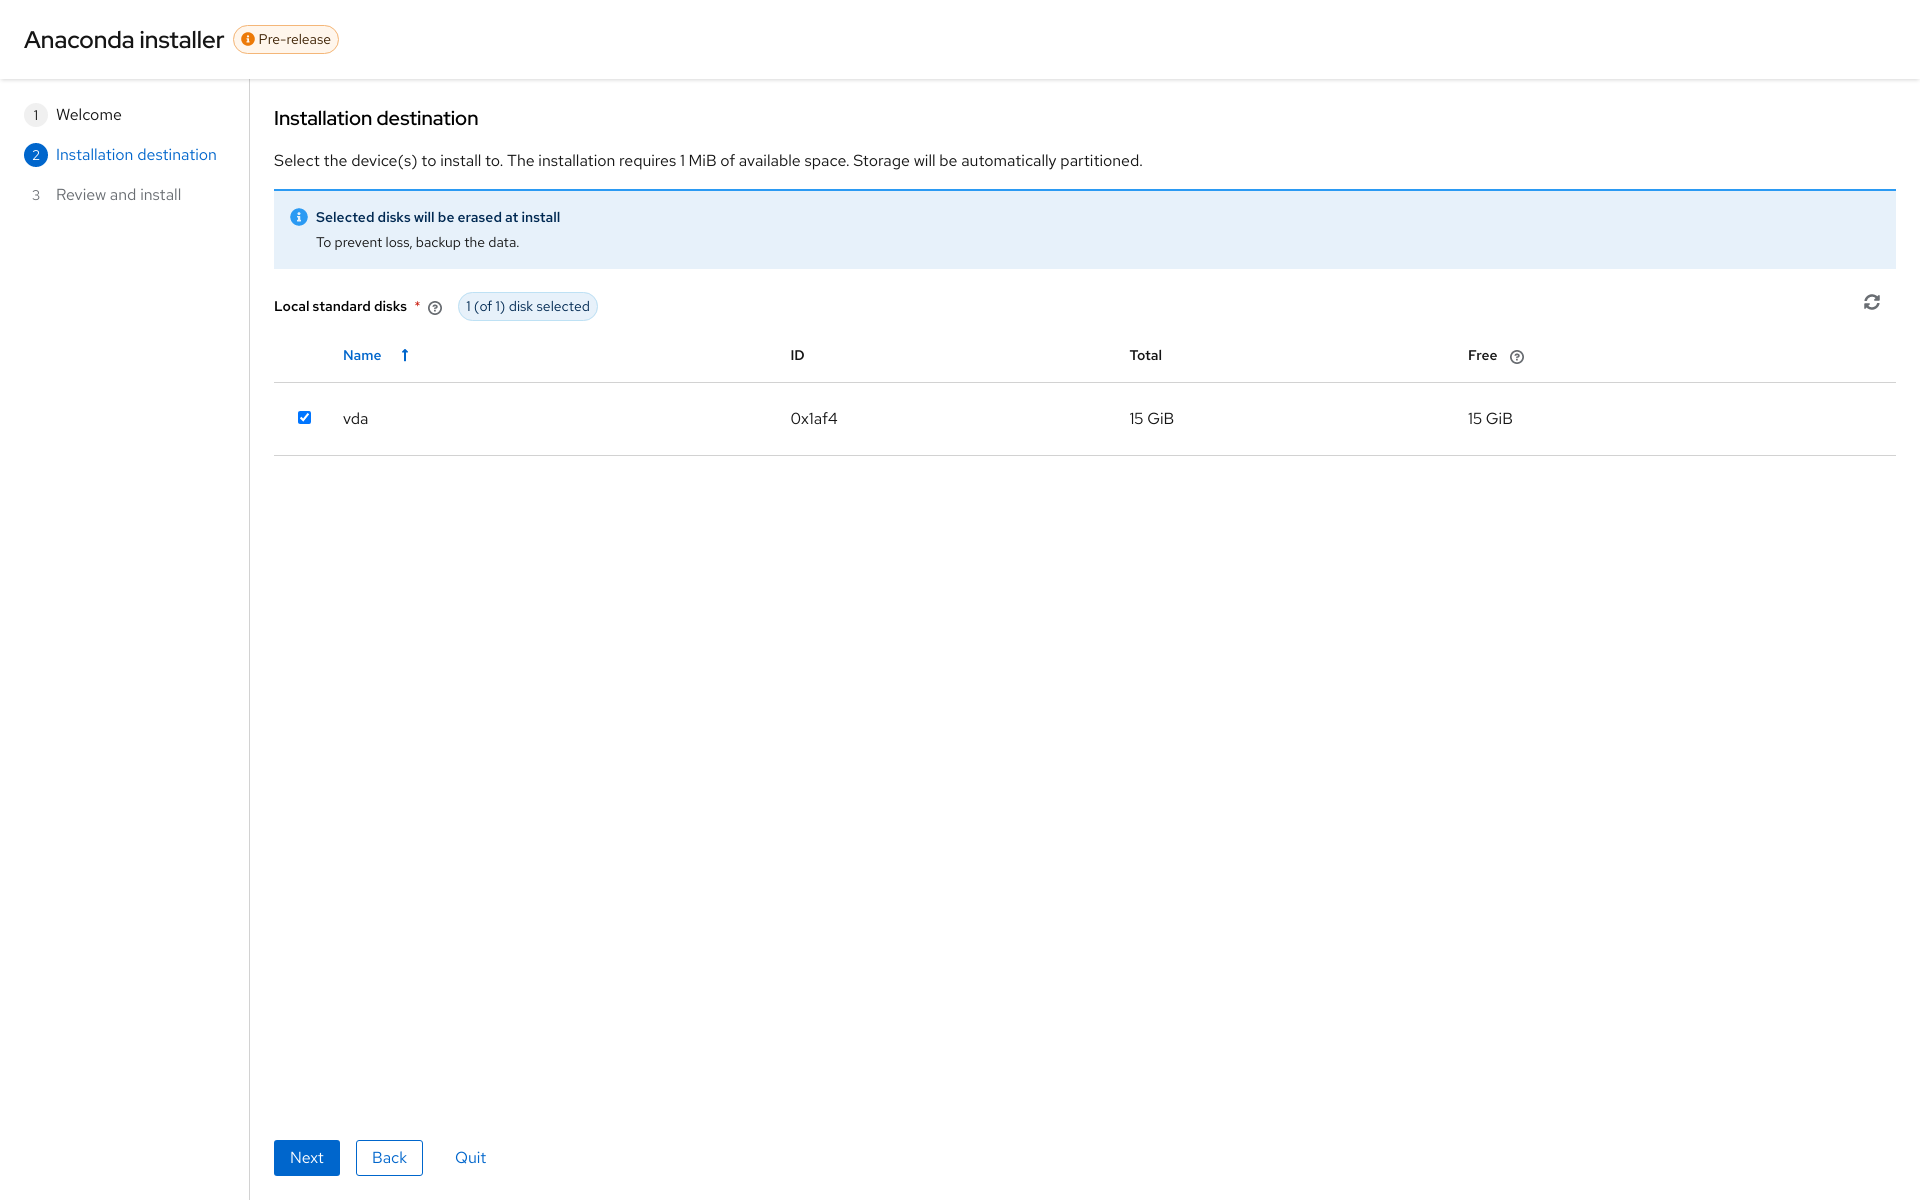 Anaconda installer
Pre-release
1 Welcome
2 Installation destination
3 Review and install
Installation destination
Select the device(s) to install to. The installation requires 1 MiB of available space. Storage will be automatically partitioned.
Selected disks will be erased at install
To prevent loss, backup the data.
Local standard disks * 1 (of 1) disk selected
Name ID Total Free
vda 0x1af4 15 GiB 15 GiB
Next Back Quit